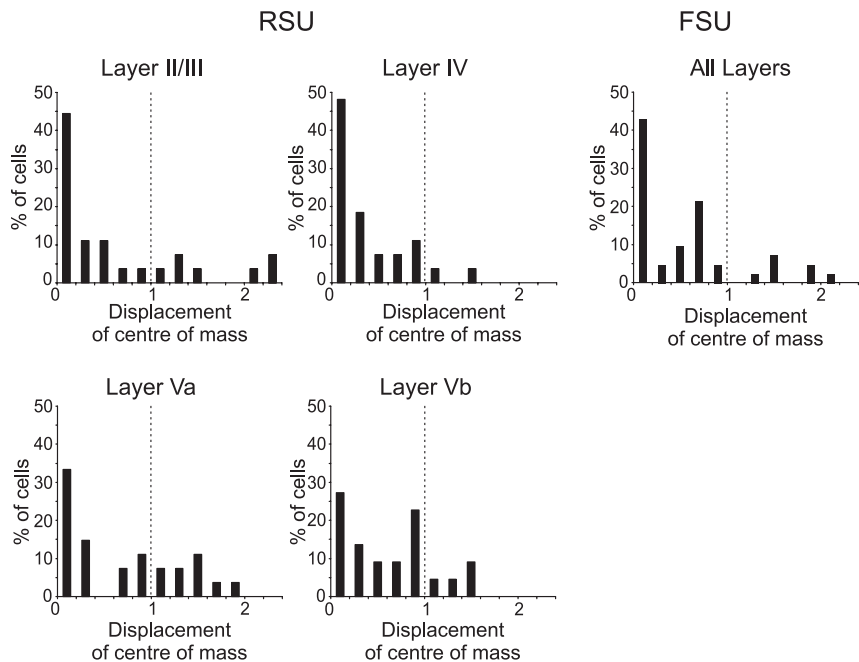 RSU
FSU
Layer II/III
50
40
30
20
10
0
% of cells
0 1 2
Displacement
of centre of mass
Layer IV
50
40
30
20
10
0
% of cells
0 1 2
Displacement
of centre of mass
All Layers
50
40
30
20
10
0
% of cells
0 1 2
Displacement
of centre of mass
Layer Va
50
40
30
20
10
0
% of cells
0 1 2
Displacement
of centre of mass
Layer Vb
50
40
30
20
10
0
% of cells
0 1 2
Displacement
of centre of mass